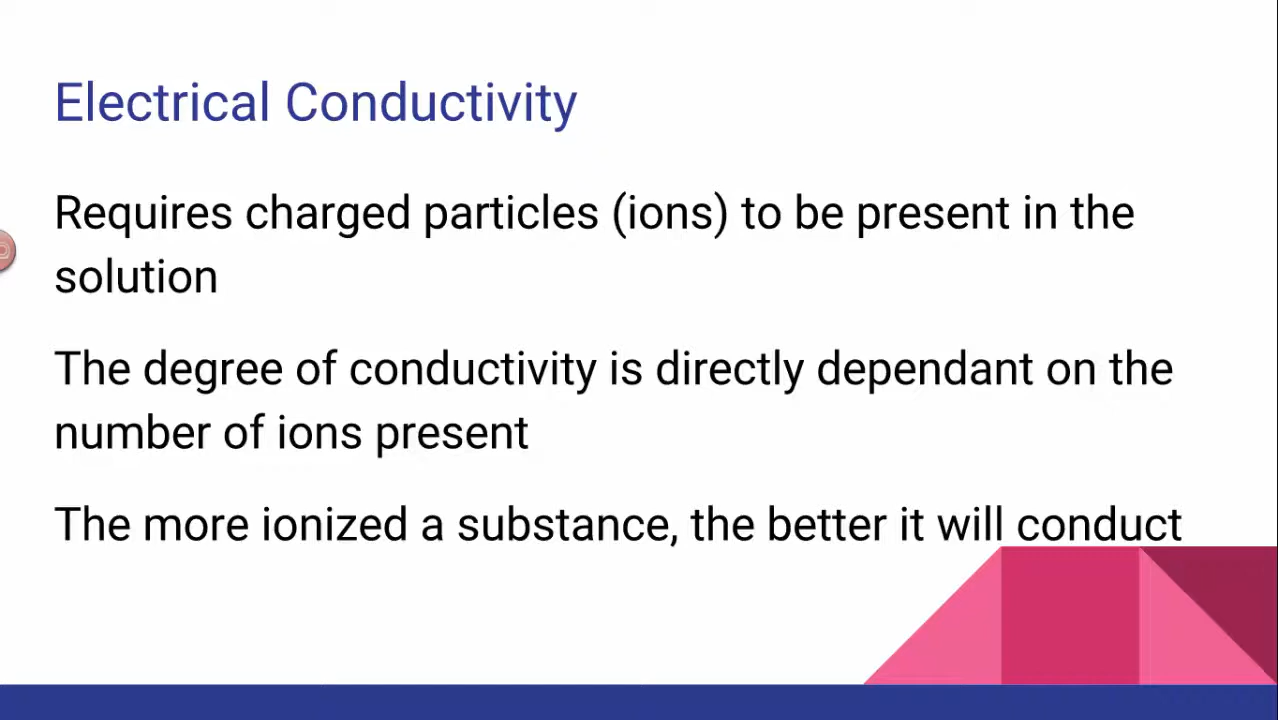 Electrical Conductivity
Requires charged particles (ions) to be present in the
solution
The degree of conductivity is directly dependant on the
number of ions present
The more ionized a substance, the better it will conduct